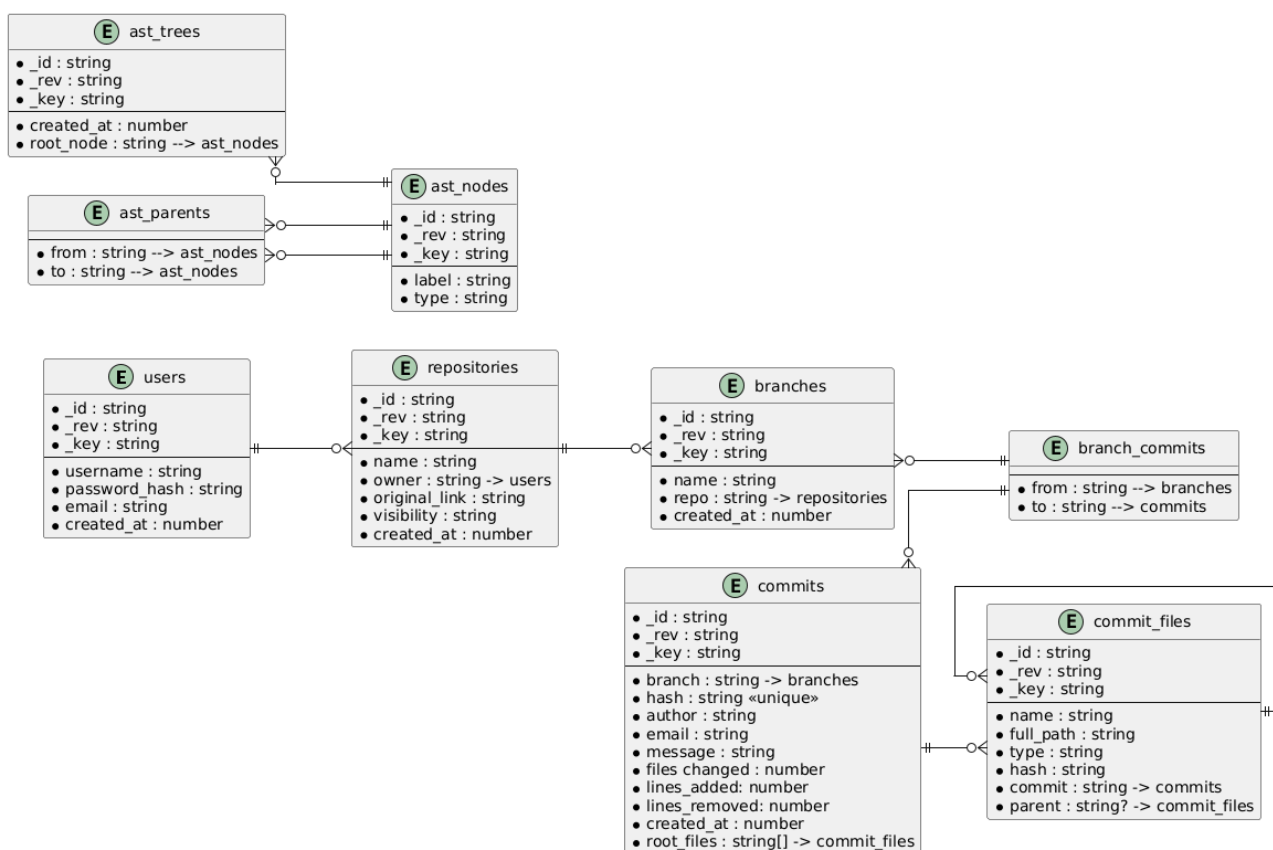 E ast_trees
_id : string
_rev : string
_key : string
created_at : number
root_node : string --> ast_nodes
E ast_parents
from : string --> ast_nodes
to : string --> ast_nodes
E ast_nodes
_id : string
_rev : string
_key : string
label : string
type : string
E users
_id : string
_rev : string
_key : string
username : string
password_hash : string
email : string
created_at : number
E repositories
_id : string
_rev : string
_key : string
name : string
owner : string -> users
original_link : string
visibility : string
created_at : number
E branches
_id : string
_rev : string
_key : string
name : string
repo : string -> repositories
created_at : number
E branch_commits
from : string --> branches
to : string --> commits
E commits
_id : string
_rev : string
_key : string
branch : string -> branches
hash : string «unique»
author : string
email : string
message : string
files changed : number
lines_added: number
lines_removed: number
created_at : number
root_files : string[] -> commit_files
E commit_files
_id : string
_rev : string
_key : string
name : string
full_path : string
type : string
hash : string
commit : string -> commits
parent : string? -> commit_files